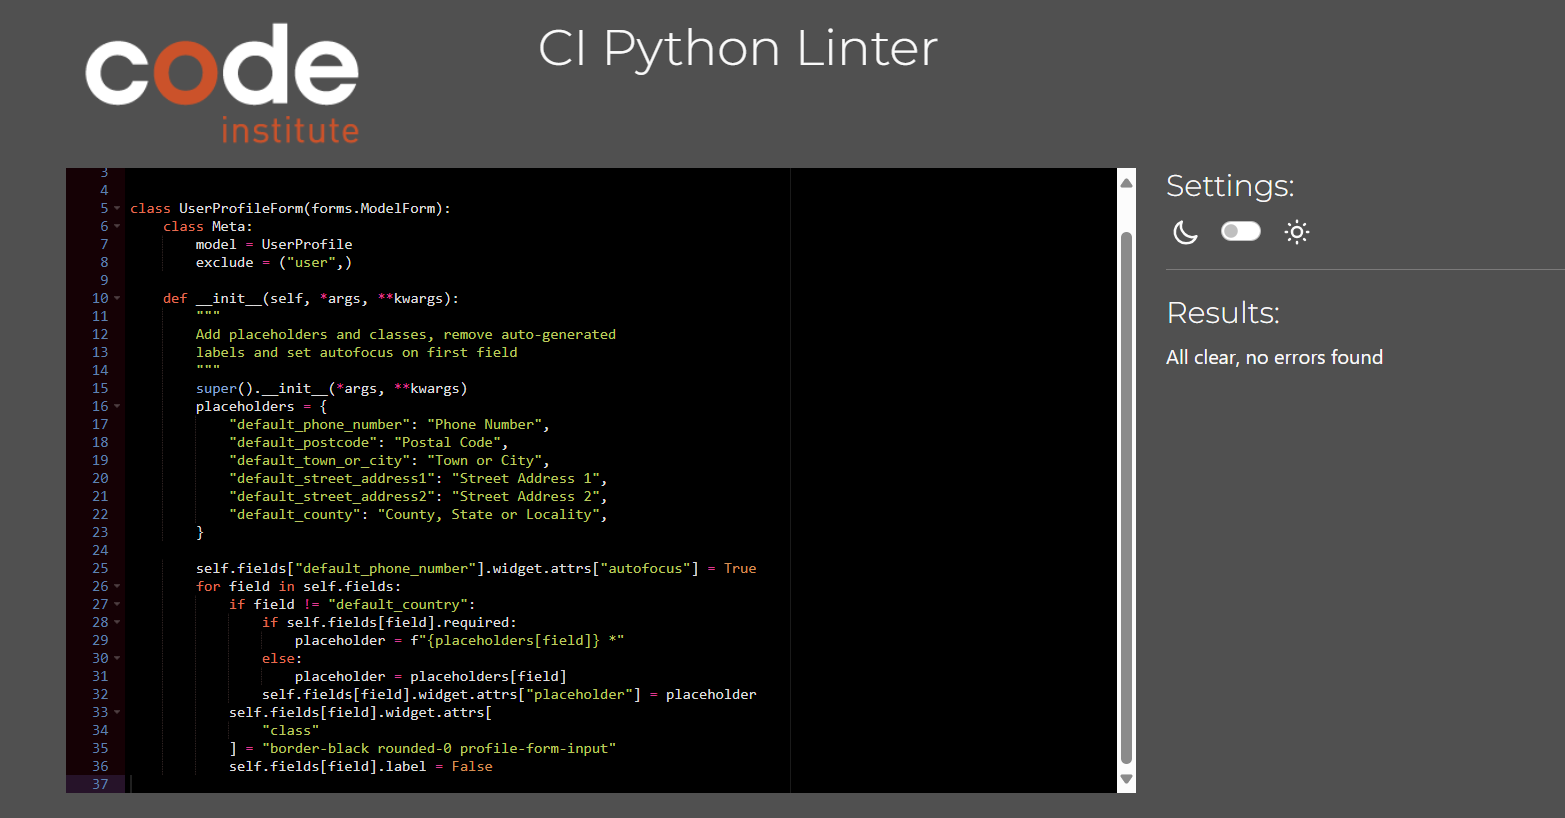 code
institute
CI Python Linter
3
4
5 class UserProfileForm(forms.ModelForm):
6     class Meta:
7         model = UserProfile
8         exclude = ("user",)
9
10     def __init__(self, *args, **kwargs):
11         """
12         Add placeholders and classes, remove auto-generated
13         labels and set autofocus on first field
14         """
15         super().__init__(*args, **kwargs)
16         placeholders = {
17             "default_phone_number": "Phone Number",
18             "default_postcode": "Postal Code",
19             "default_town_or_city": "Town or City",
20             "default_street_address1": "Street Address 1",
21             "default_street_address2": "Street Address 2",
22             "default_county": "County, State or Locality",
23         }
24
25         self.fields["default_phone_number"].widget.attrs["autofocus"] = True
26         for field in self.fields:
27             if field != "default_country":
28                 if self.fields[field].required:
29                     placeholder = f"{placeholders[field]} *"
30                 else:
31                     placeholder = placeholders[field]
32                 self.fields[field].widget.attrs["placeholder"] = placeholder
33             self.fields[field].widget.attrs[
34                 "class"
35             ] = "border-black rounded-0 profile-form-input"
36             self.fields[field].label = False
37
Settings:
Results:
All clear, no errors found